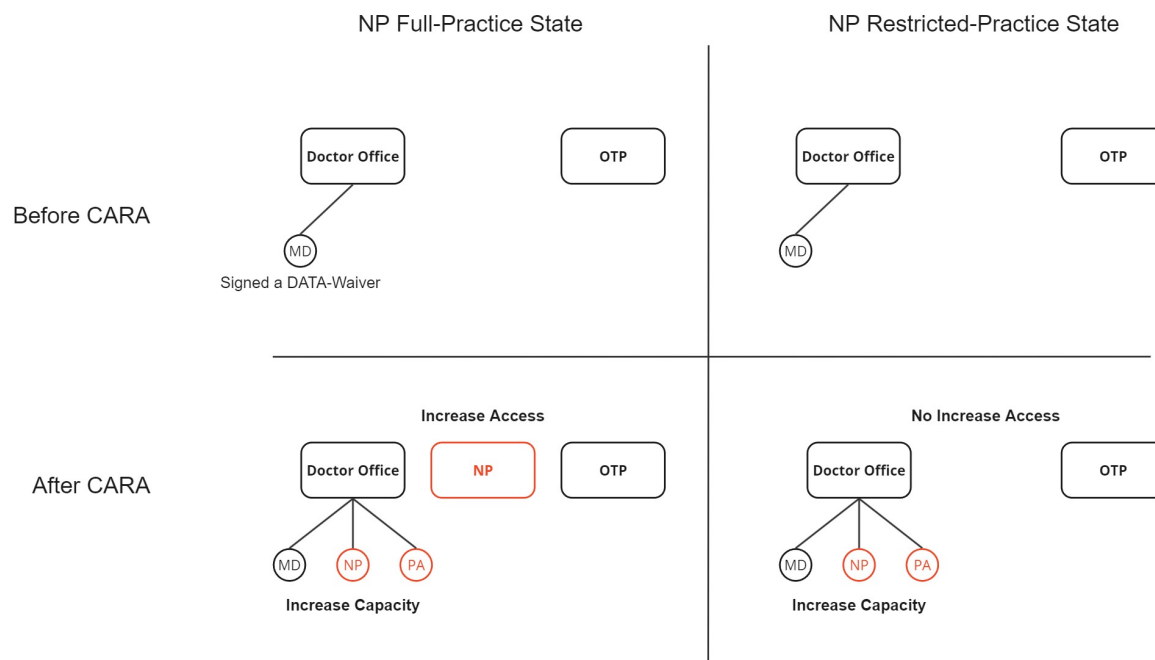 NP Full-Practice State
NP Restricted-Practice State
Before CARA
Doctor Office
OTP
MD
Signed a DATA-Waiver
Doctor Office
OTP
MD
After CARA
Increase Access
Doctor Office
NP
OTP
MD
NP
PA
Increase Capacity
No Increase Access
Doctor Office
OTP
MD
NP
PA
Increase Capacity